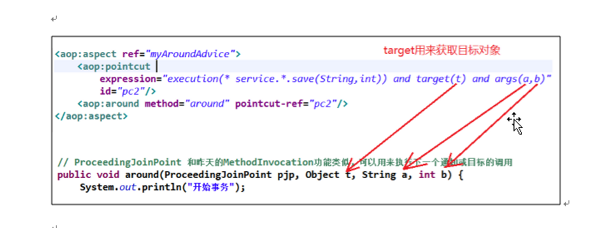 <aop:aspect ref="myAroundAdvice">
target用来获取目标对象
<aop:pointcut
expression="execution(* service.*.save(String,int)) and target(t) and args(a,b)"
id="pc2"/>
<aop:around method="around" pointcut-ref="pc2"/>
</aop:aspect>
// ProceedingJoinPoint 和昨天的MethodInvocation功能类似，可以用来执行下一个通知或目标的调用
public void around(ProceedingJoinPoint pjp, Object t, String a, int b) {
System.out.println("开始事务");